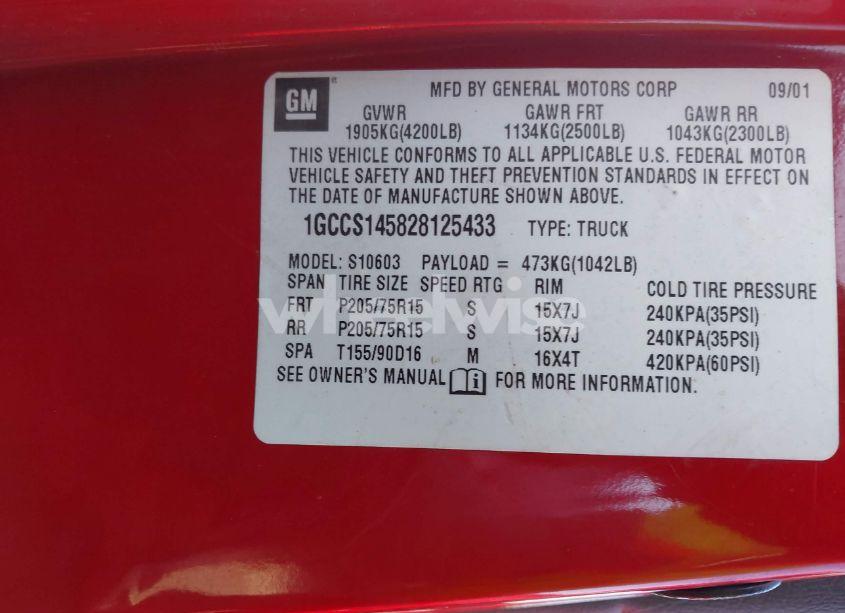 GM
MFD BY GENERAL MOTORS CORP 09/01
GVWR GAWR FRT GAWR RR
1905KG(4200LB) 1134KG(2500LB) 1043KG(2300LB)
THIS VEHICLE CONFORMS TO ALL APPLICABLE U.S. FEDERAL MOTOR
VEHICLE SAFETY AND THEFT PREVENTION STANDARDS IN EFFECT ON
THE DATE OF MANUFACTURE SHOWN ABOVE.
1GCCS145828125433 TYPE: TRUCK
MODEL: S10603 PAYLOAD = 473KG(1042LB)
SPAN TIRE SIZE SPEED RTG RIM COLD TIRE PRESSURE
FRT P205/75R15 S 15X7J 240KPA(35PSI)
RR P205/75R15 S 15X7J 240KPA(35PSI)
SPA T155/90D16 M 16X4T 420KPA(60PSI)
SEE OWNER'S MANUAL i FOR MORE INFORMATION.
wheelwise